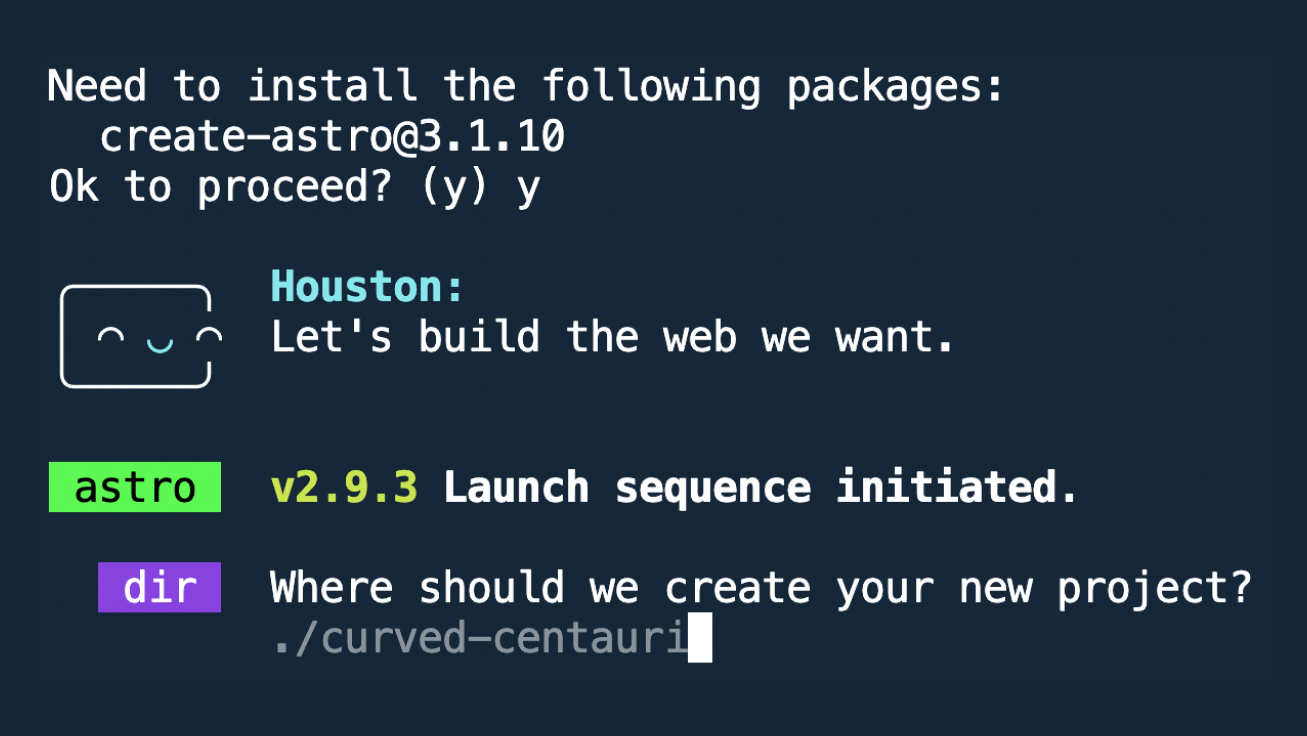 Need to install the following packages:
create-astro@3.1.10
Ok to proceed? (y) y
Houston:
Let's build the web we want.
astro v2.9.3 Launch sequence initiated.
dir Where should we create your new project?
./curved-centauri